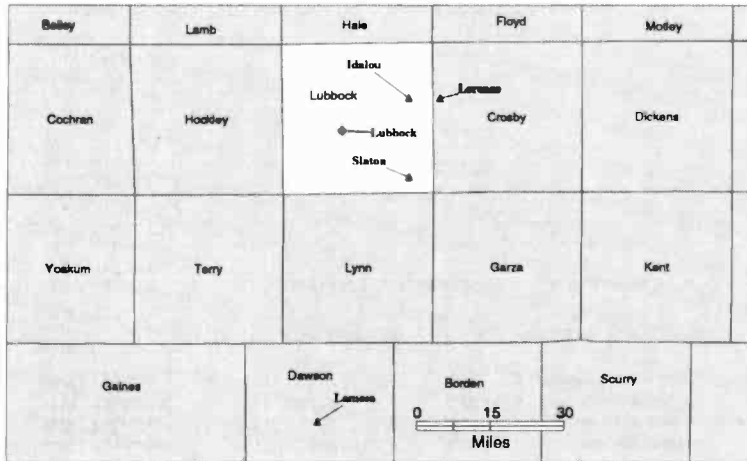 Bailey
Lamb
Hale
Floyd
Motley
Idalou
Lubbock
Lorenzo
Cochran
Hockley
Crosby
Dickens
Lubbock
Slaton
Yoakum
Terry
Lynn
Garza
Kent
Gaines
Dawson
Borden
Scurry
Lamesa
0 15 30
Miles